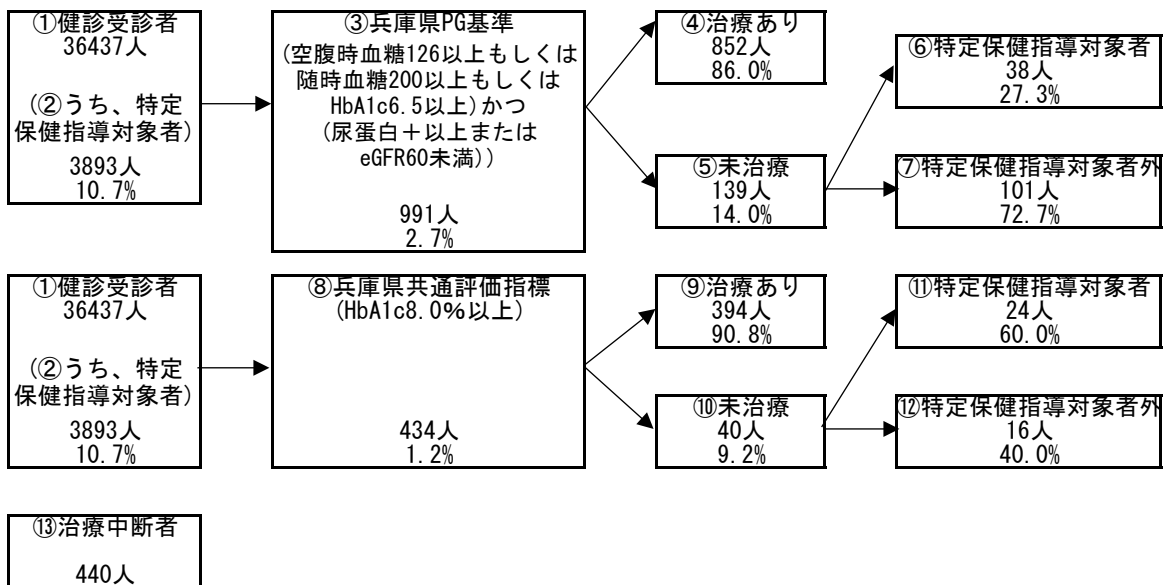 ①健診受診者
36437人
(②うち、特定
保健指導対象者)
3893人
10.7%
③兵庫県PG基準
(空腹時血糖126以上もしくは
随時血糖200以上もしくは
HbA1c6.5以上)かつ
(尿蛋白＋以上または
eGFR60未満))
991人
2.7%
④治療あり
852人
86.0%
⑤未治療
139人
14.0%
⑥特定保健指導対象者
38人
27.3%
⑦特定保健指導対象者外
101人
72.7%
①健診受診者
36437人
(②うち、特定
保健指導対象者)
3893人
10.7%
⑧兵庫県共通評価指標
(HbA1c8.0%以上)
434人
1.2%
⑨治療あり
394人
90.8%
⑩未治療
40人
9.2%
⑪特定保健指導対象者
24人
60.0%
⑫特定保健指導対象者外
16人
40.0%
⑬治療中断者
440人